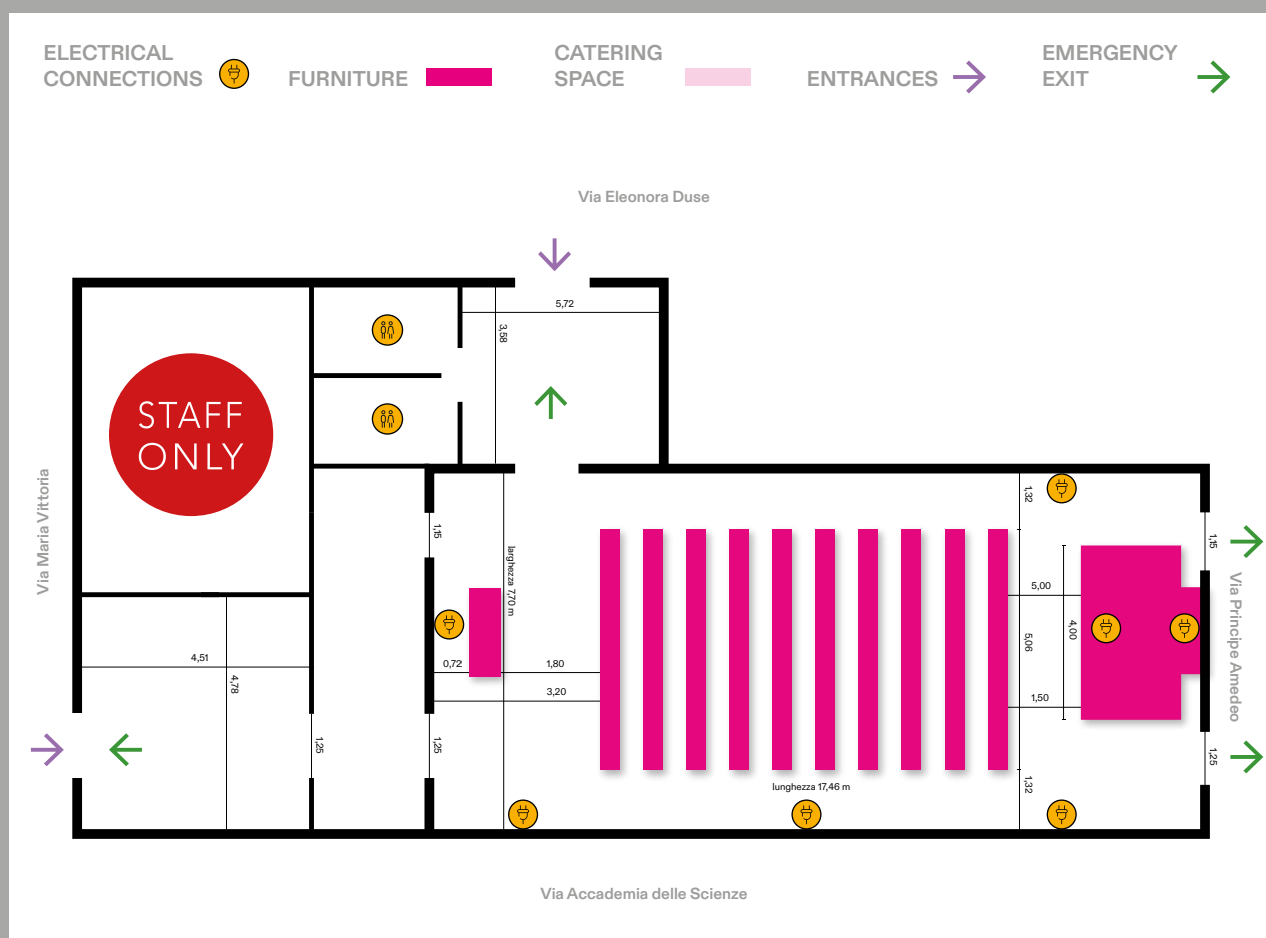 ELECTRICAL
CONNECTIONS
FURNITURE
CATERING
SPACE
ENTRANCES
EMERGENCY
EXIT
Via Eleonora Duse
5,72
3,58
STAFF
ONLY
Via Maria Vittoria
1,15
larghezza 7,70 m
1,32
1,15
5,00
4,00
5,06
Via Principe Amedeo
4,51
4,78
0,72
1,80
3,20
1,50
1,25
1,25
1,25
lunghezza 17,46 m
1,32
Via Accademia delle Scienze